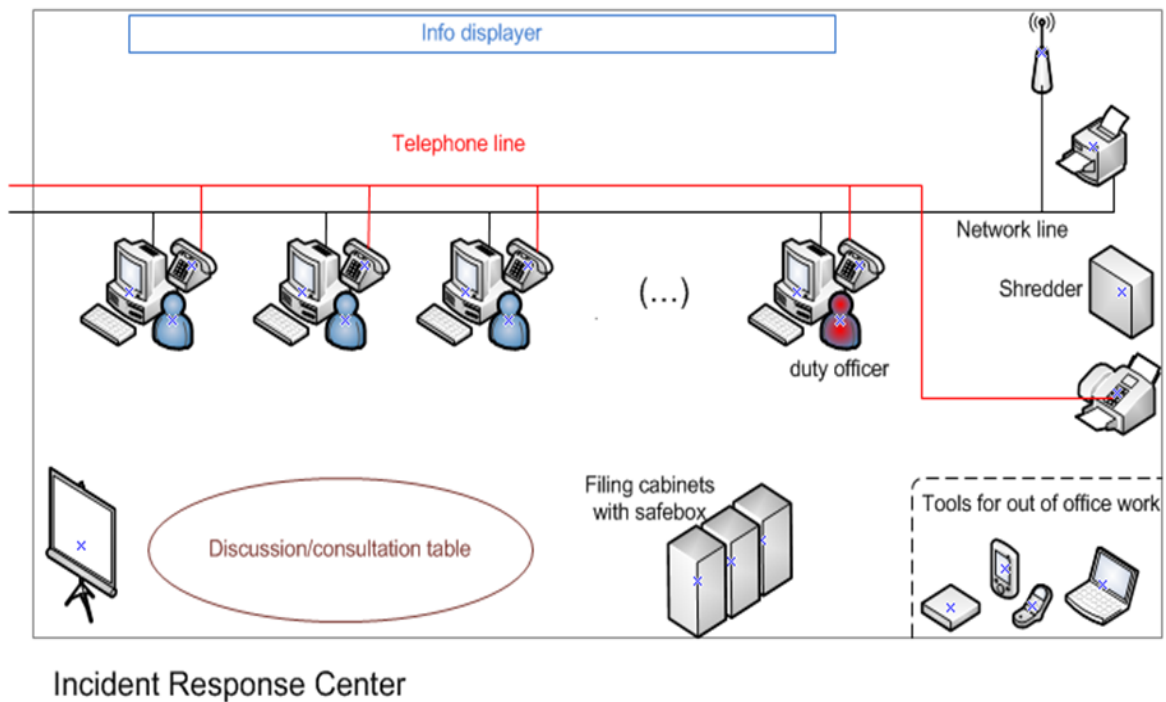 Info displayer
Telephone line
Network line
Shredder
(...)
duty officer
Filing cabinets
with safebox
Tools for out of office work
Discussion/consultation table
Incident Response Center